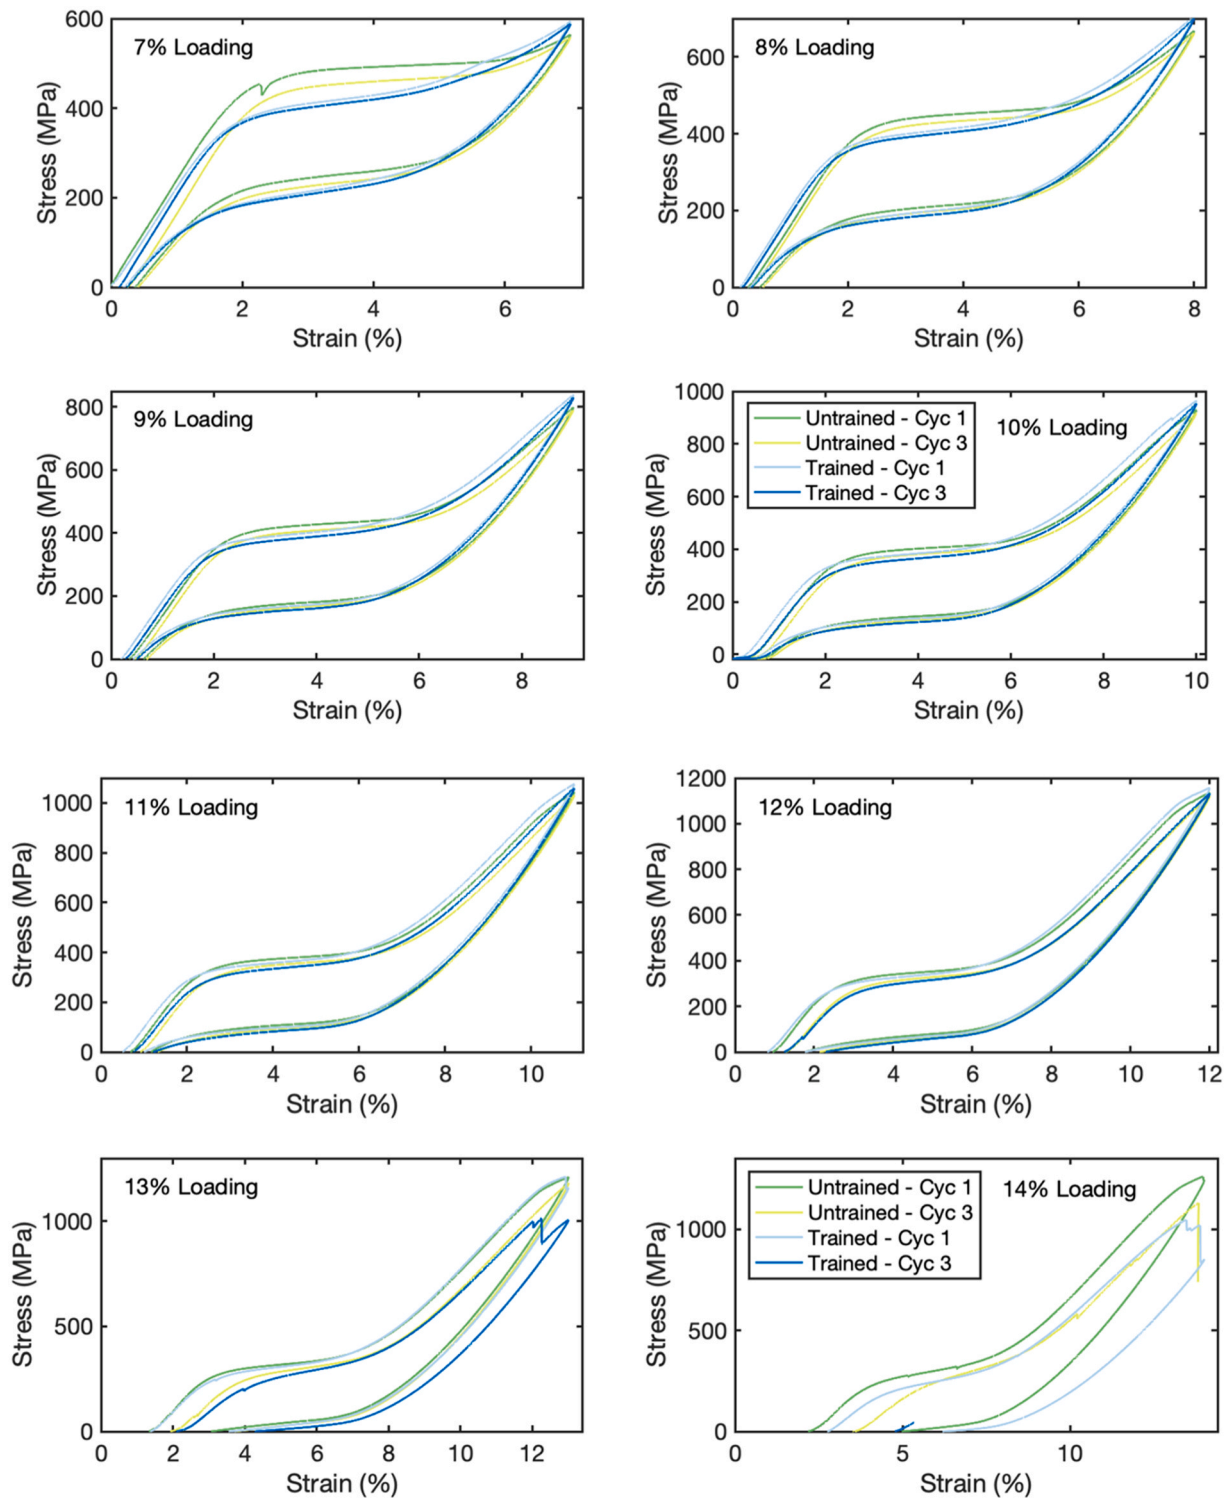 7% Loading
Stress (MPa)
600
400
200
0
0 2 4 6
Strain (%)
8% Loading
Stress (MPa)
600
400
200
0
0 2 4 6 8
Strain (%)
9% Loading
Stress (MPa)
800
600
400
200
0
0 2 4 6 8
Strain (%)
10% Loading
Untrained - Cyc 1
Untrained - Cyc 3
Trained - Cyc 1
Trained - Cyc 3
Stress (MPa)
1000
800
600
400
200
0
0 2 4 6 8 10
Strain (%)
11% Loading
Stress (MPa)
1000
800
600
400
200
0
0 2 4 6 8 10
Strain (%)
12% Loading
Stress (MPa)
1200
1000
800
600
400
200
0
0 2 4 6 8 10 12
Strain (%)
13% Loading
Stress (MPa)
1000
500
0
0 2 4 6 8 10 12
Strain (%)
14% Loading
Untrained - Cyc 1
Untrained - Cyc 3
Trained - Cyc 1
Trained - Cyc 3
Stress (MPa)
1000
500
0
0 5 10
Strain (%)